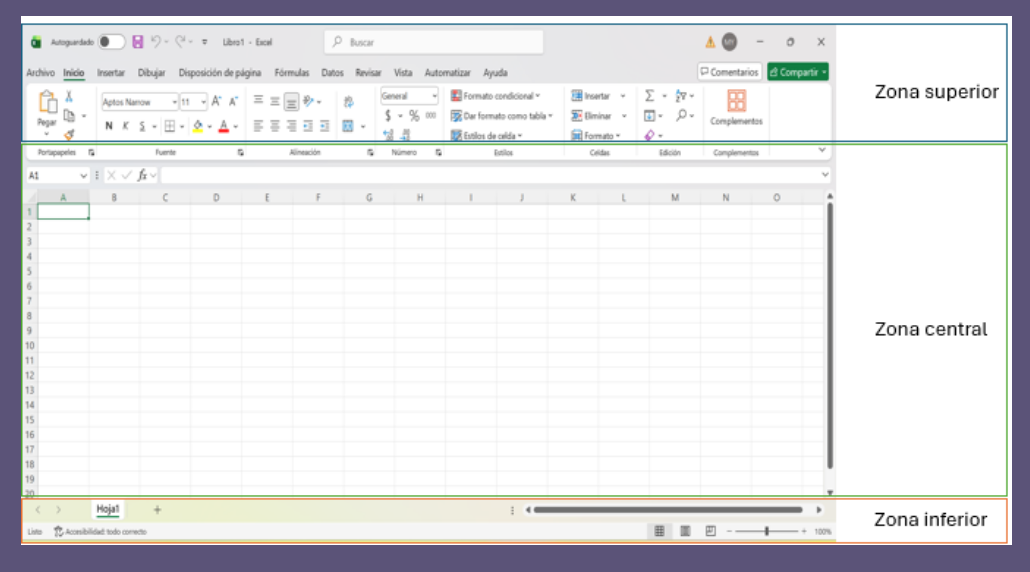 Autoguardado Libro1 - Excel Buscar MY
Archivo Inicio Insertar Dibujar Disposición de página Fórmulas Datos Revisar Vista Automatizar Ayuda Comentarios Compartir
Zona superior
Pegar Aptos Narrow 11 A^ Aˇ General Formato condicional Insertar Σ Complementos
N K S A $ % 000 Dar formato como tabla Eliminar
Estilos de celda Formato
Portapapeles Fuente Alineación Número Estilos Celdas Edición Complementos
A1 fx
A B C D E F G H I J K L M N O
1
2
3
4
5
6
7
8
9
Zona central
10
11
12
13
14
15
16
17
18
19
20
Hoja1 +
Zona inferior
Listo Accesibilidad: todo correcto - + 100%